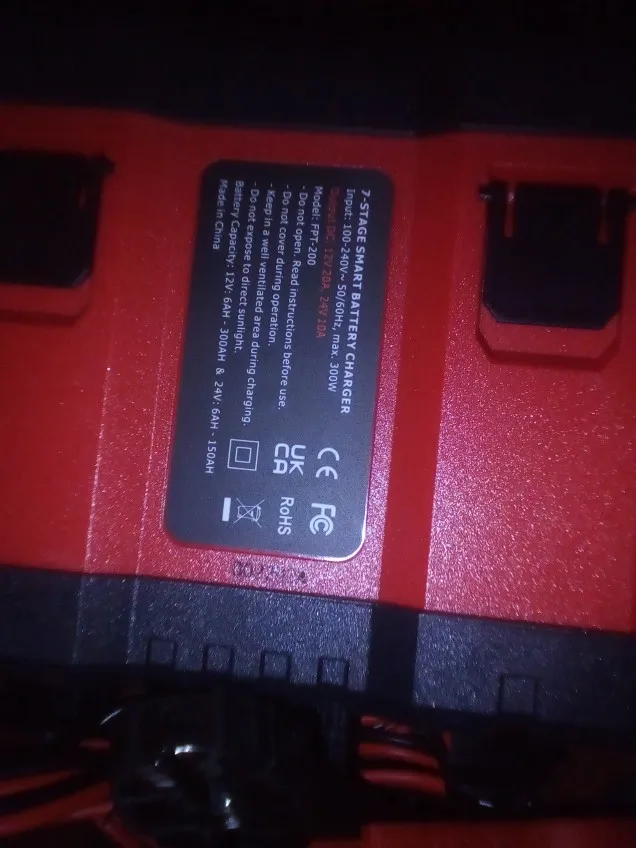 7-STAGE SMART BATTERY CHARGER
Input: 100-240V~ 50/60Hz, max. 300W
Output DC: 12V 20A, 24V 10A
Model: FPT-200
- Do not open. Read instructions before use.
- Do not cover during operation.
- Keep in a well ventilated area during charging.
- Do not expose to direct sunlight.
Battery Capacity: 12V: 6AH - 300AH & 24V: 6AH - 150AH
Made in China
CE FC
UK
CA
RoHS